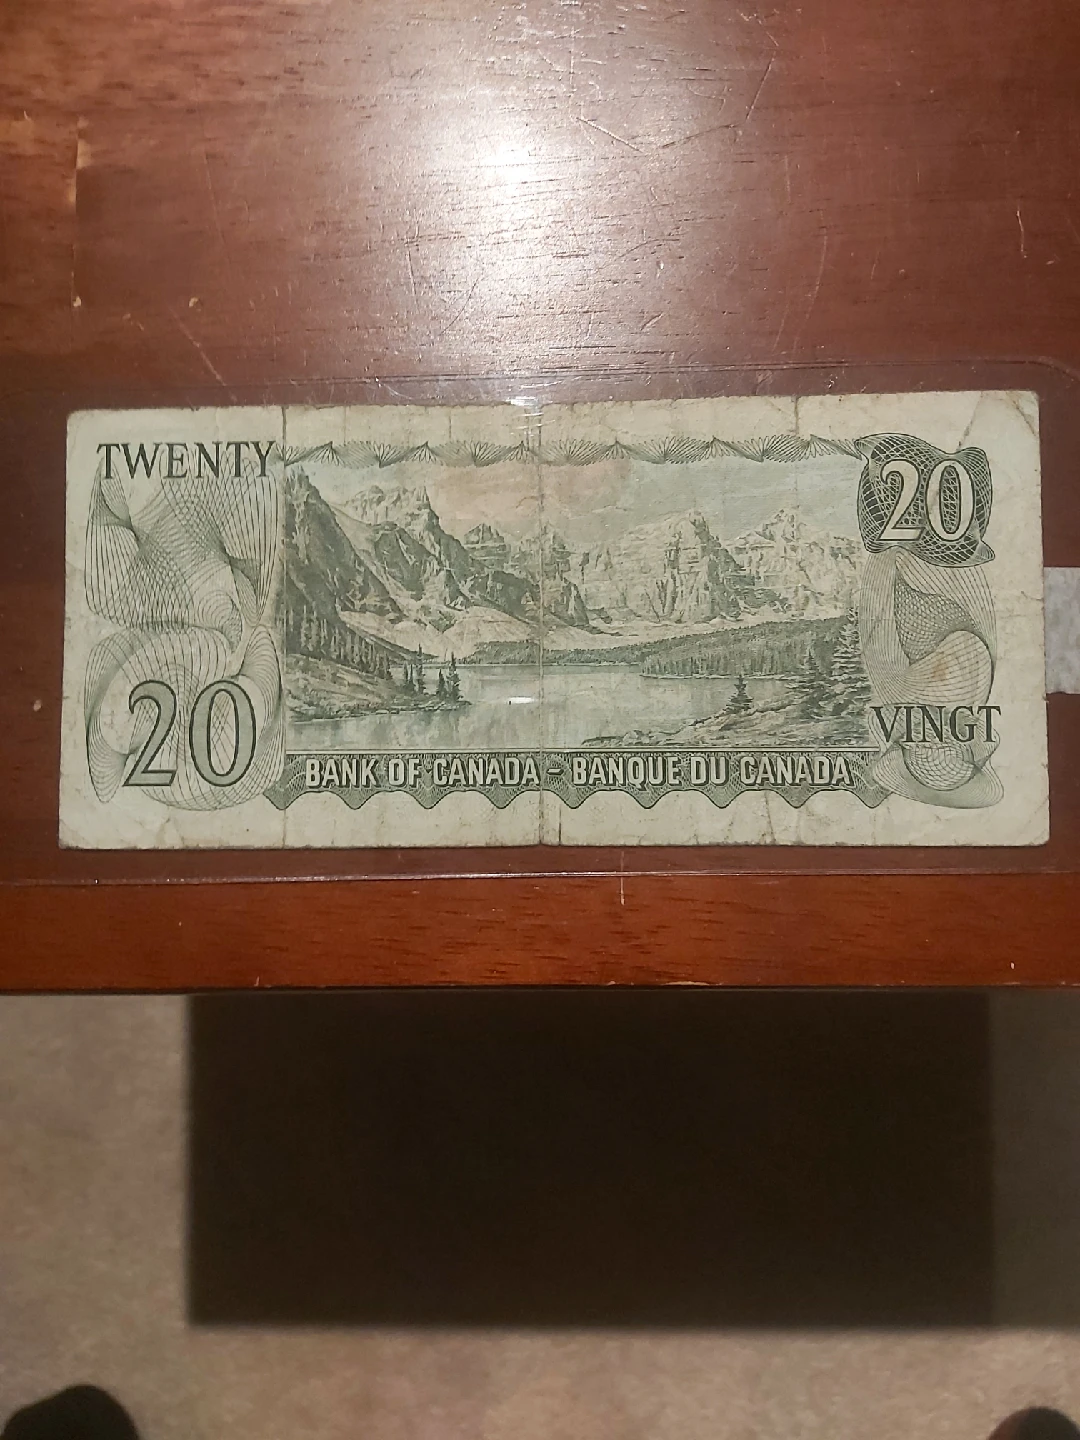 TWENTY
20
20
VINGT
BANK OF CANADA - BANQUE DU CANADA